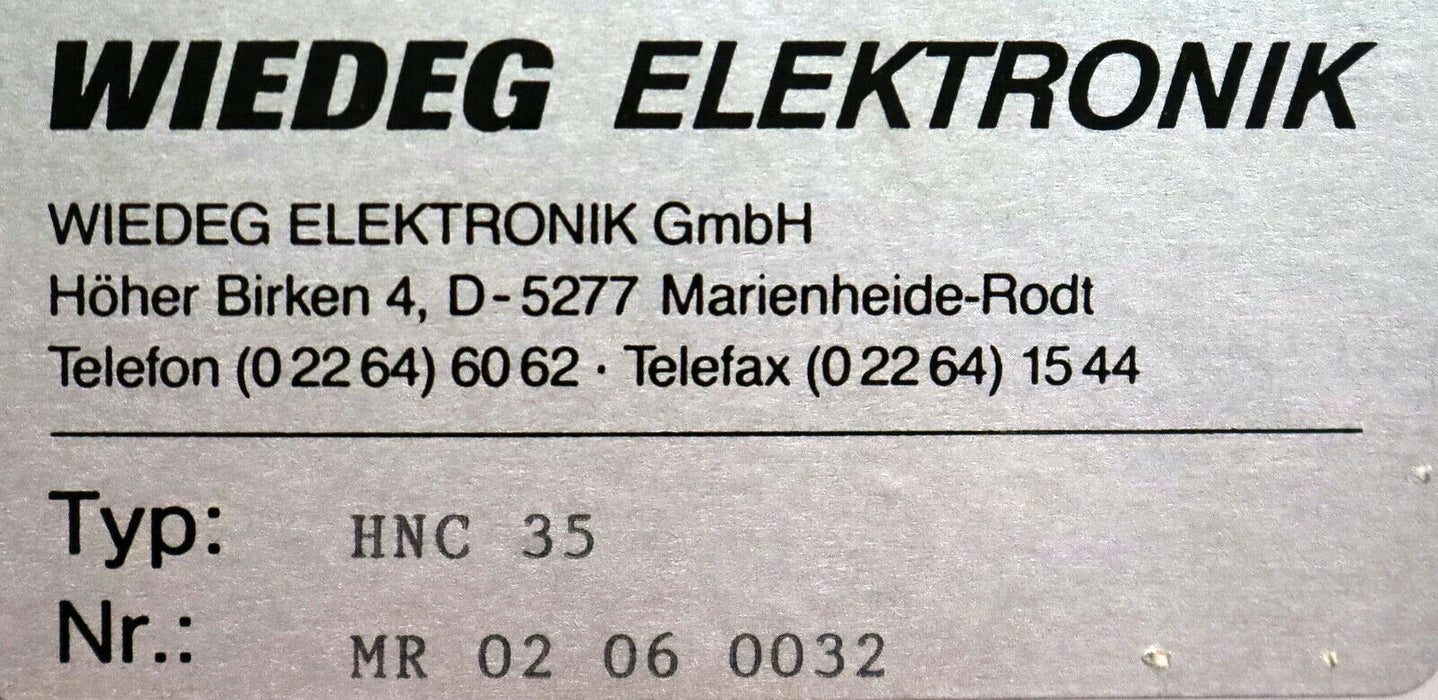 WIEDEG ELEKTRONIK
WIEDEG ELEKTRONIK GmbH
Höher Birken 4, D-5277 Marienheide-Rodt
Telefon (0 22 64) 60 62 · Telefax (0 22 64) 15 44
Typ: HNC 35
Nr.: MR 02 06 0032